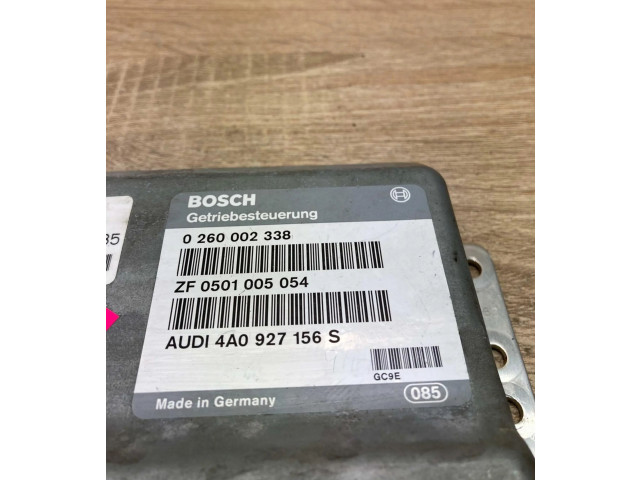 BOSCH
Getriebesteuerung
0 260 002 338
ZF 0501 005 054
AUDI 4A0 927 156 S
GC9E
Made in Germany
085